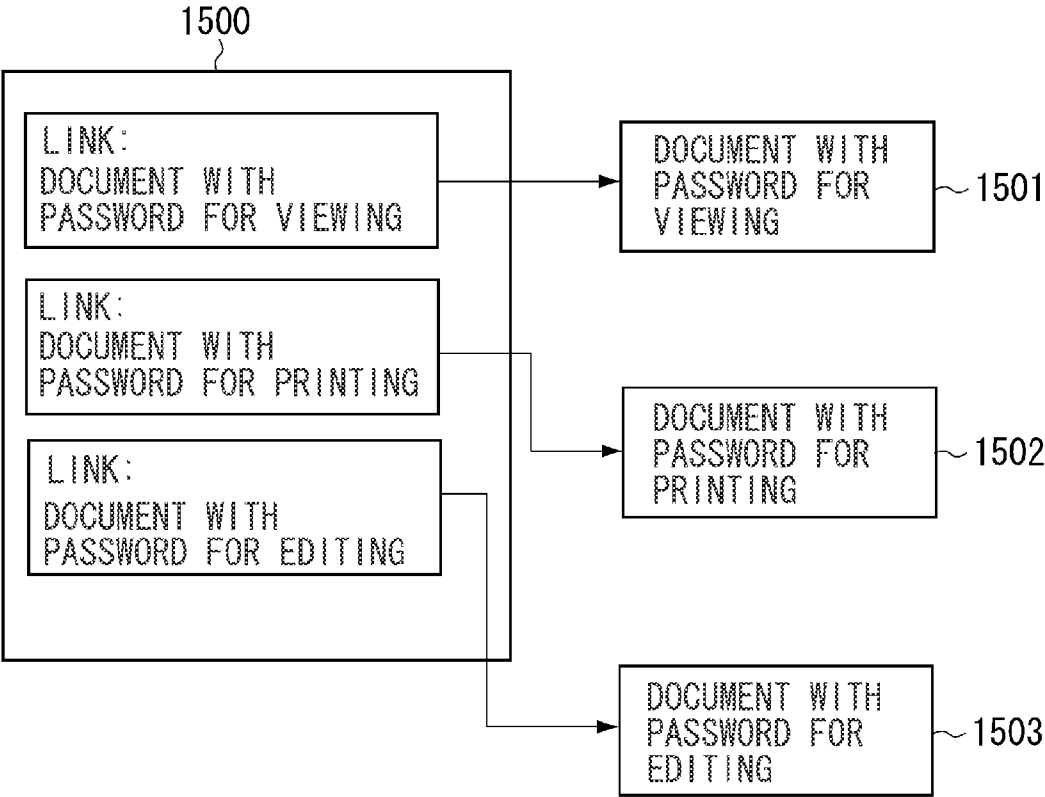 1500
LINK:
DOCUMENT WITH
PASSWORD FOR VIEWING
LINK:
DOCUMENT WITH
PASSWORD FOR PRINTING
LINK:
DOCUMENT WITH
PASSWORD FOR EDITING
DOCUMENT WITH
PASSWORD FOR
VIEWING
1501
DOCUMENT WITH
PASSWORD FOR
PRINTING
1502
DOCUMENT WITH
PASSWORD FOR
EDITING
1503